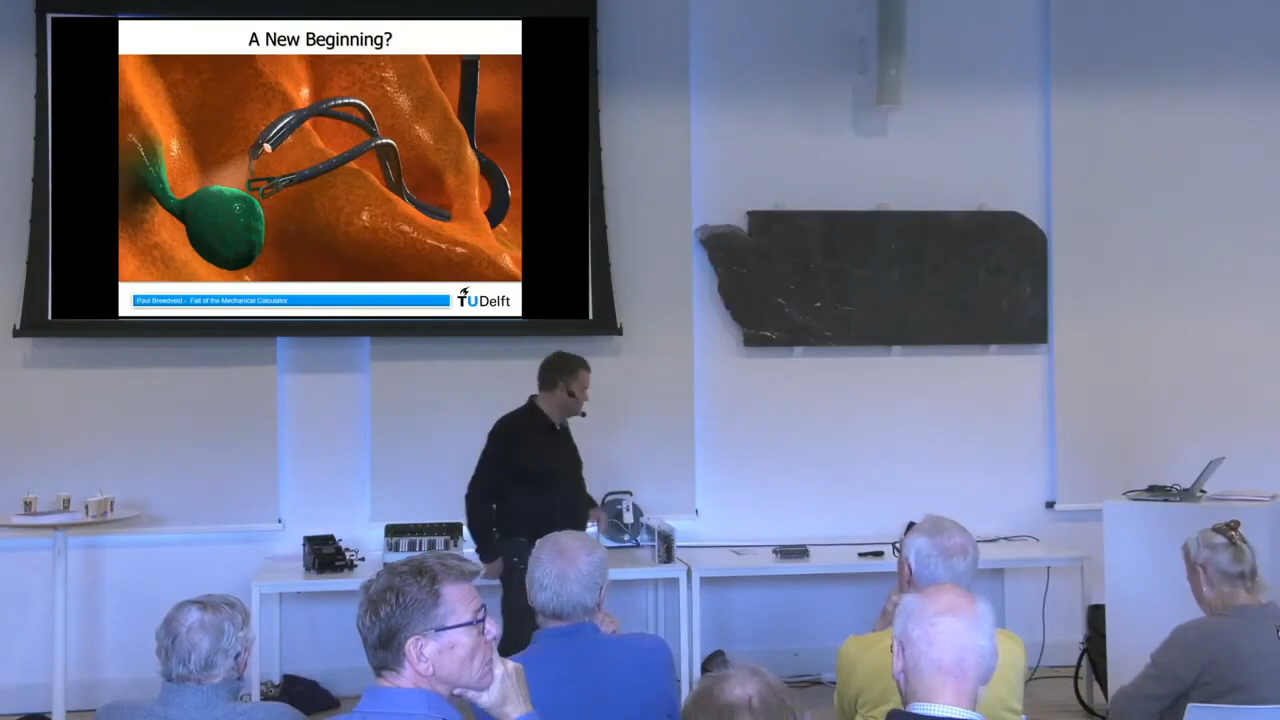 A New Beginning?
Paul Breedveld - Fall of the Mechanical Calculator
TUDelft